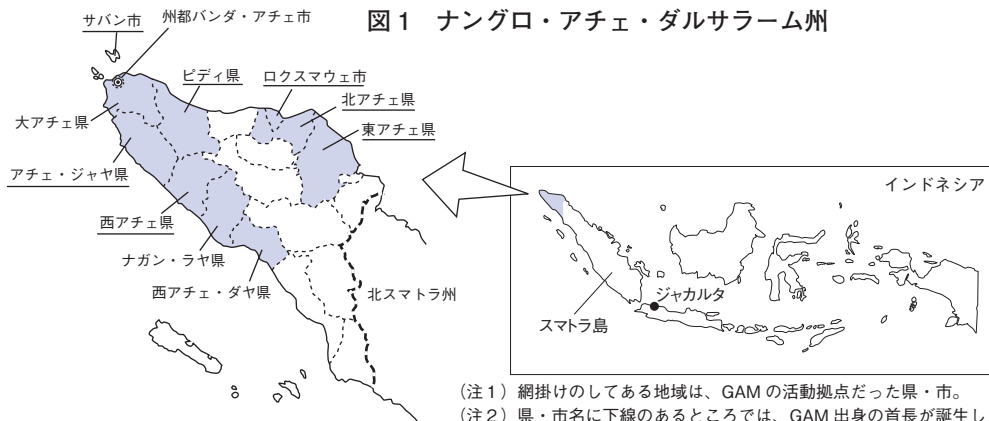 図1 ナングロ・アチェ・ダルサラーム州
サバン市
州都バンダ・アチェ市
ピディ県
ロクスマウェ市
北アチェ県
東アチェ県
大アチェ県
アチェ・ジャヤ県
西アチェ県
ナガン・ラヤ県
西アチェ・ダヤ県
北スマトラ州
インドネシア
ジャカルタ
スマトラ島
(注1)網掛けのしてある地域は、GAMの活動拠点だった県・市。
(注2)県・市名に下線のあるところでは、GAM出身の首長が誕生し